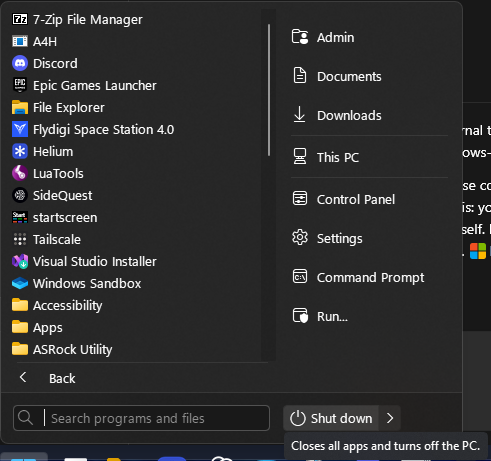 7-Zip File Manager
A4H
Discord
Epic Games Launcher
File Explorer
Flydigi Space Station 4.0
Helium
LuaTools
SideQuest
startscreen
Tailscale
Visual Studio Installer
Windows Sandbox
Accessibility
Apps
ASRock Utility
Back
Search programs and files
Admin
Documents
Downloads
This PC
Control Panel
Settings
Command Prompt
Run...
Shut down
Closes all apps and turns off the PC.